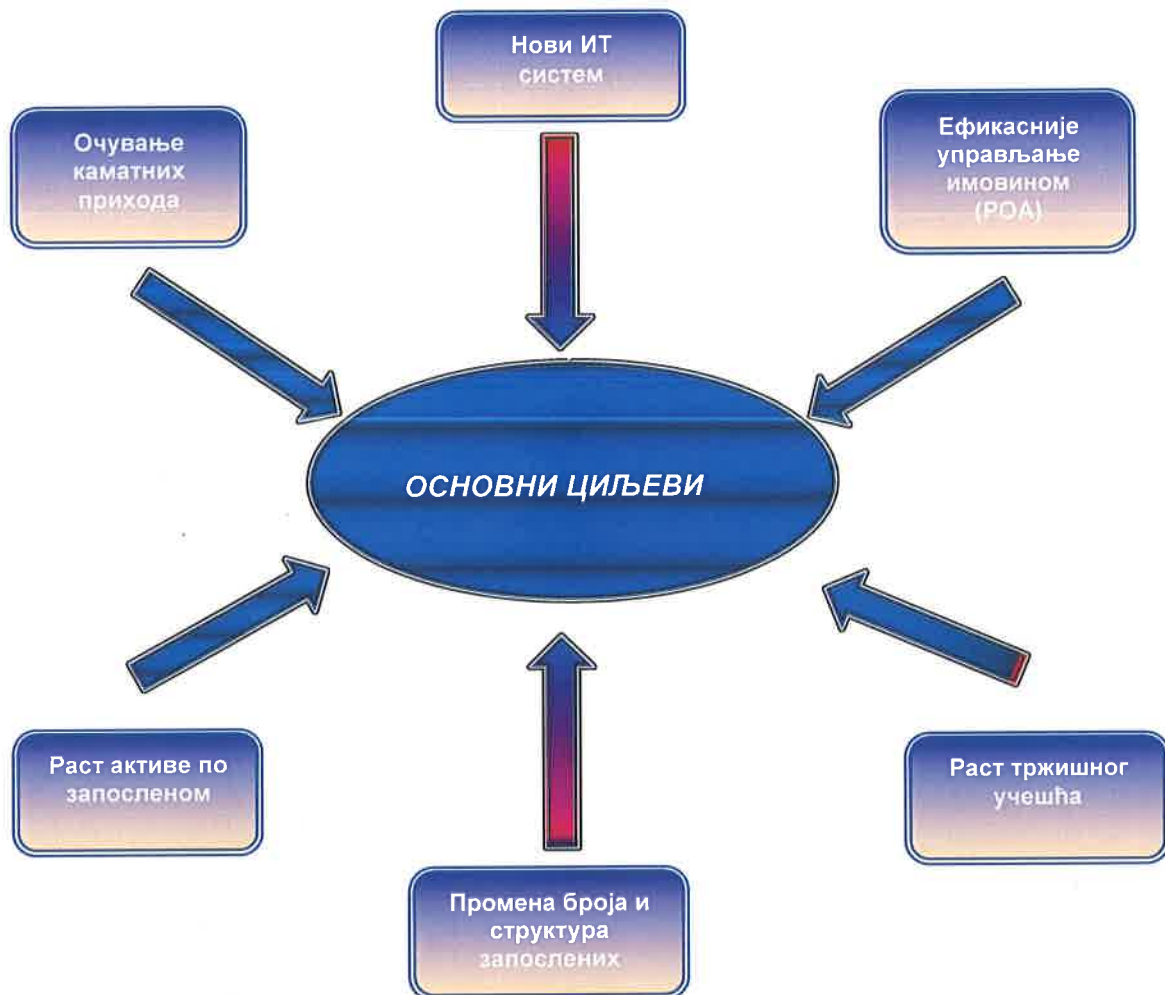 Нови ИТ
систем
Очување
каматних
прихода
Ефикасније
управљање
имовином
(РОА)
ОСНОВНИ ЦИЉЕВИ
Раст активе по
запосленом
Раст тржишног
учешћа
Промена броја и
структура
запослених